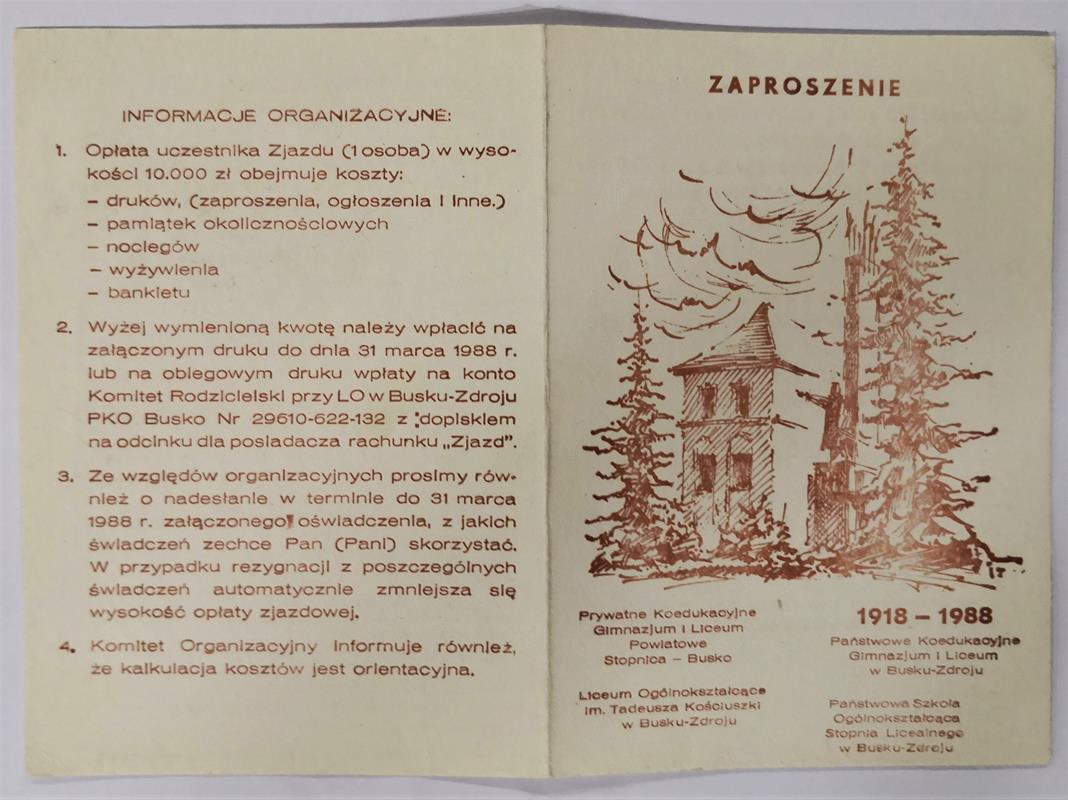 INFORMACJE ORGANIZACYJNE:
1. Opłata uczestnika Zjazdu (1 osoba) w wyso-
kości 10.000 zł obejmuje koszty:
– druków, (zaproszenia, ogłoszenia i inne.)
– pamiątek okolicznościowych
– noclegów
– wyżywienia
– bankietu
2. Wyżej wymienioną kwotę należy wpłacić na
załączonym druku do dnia 31 marca 1988 r.
lub na obiegowym druku wpłaty na konto
Komitet Rodzicielski przy LO w Busku-Zdroju
PKO Busko Nr 29610-622-132 z dopiskiem
na odcinku dla posiadacza rachunku „Zjazd”.
3. Ze względów organizacyjnych prosimy rów-
nież o nadesłanie w terminie do 31 marca
1988 r. załączonego oświadczenia, z jakich
świadczeń zechce Pan (Pani) skorzystać.
W przypadku rezygnacji z poszczególnych
świadczeń automatycznie zmniejsza się
wysokość opłaty zjazdowej.
4. Komitet Organizacyjny informuje również,
że kalkulacja kosztów jest orientacyjna.
ZAPROSZENIE
Prywatne Koedukacyjne
Gimnazjum i Liceum
Powiatowe
Stopnica – Busko
Liceum Ogólnokształcące
im. Tadeusza Kościuszki
w Busku-Zdroju
1918 – 1988
Państwowe Koedukacyjne
Gimnazjum i Liceum
w Busku-Zdroju
Państwowa Szkoła
Ogólnokształcąca
Stopnia Licealnego
w Busku-Zdroju